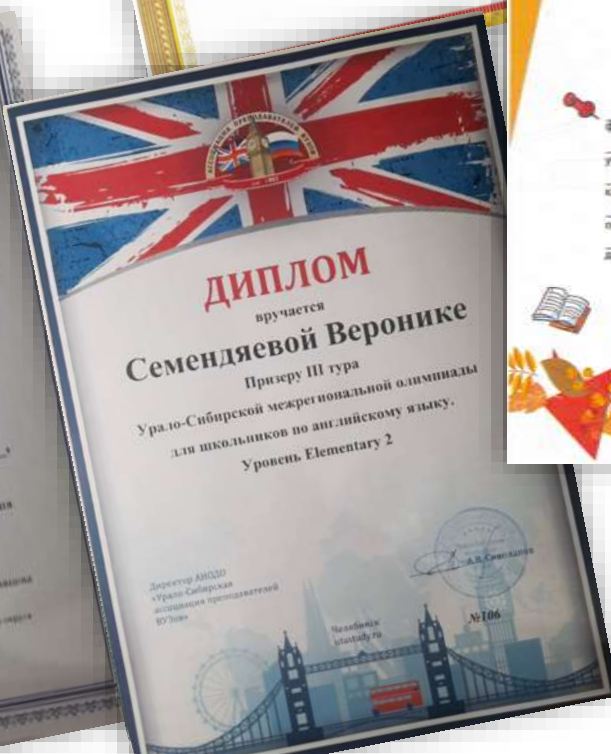 ДИПЛОМ
вручается
Семендяевой Веронике
Призеру III тура
Урало-Сибирской межрегиональной олимпиады
для школьников по английскому языку.
Уровень Elementary 2
Директор АНОДО
«Урало-Сибирская
ассоциация преподавателей
ВУЗов»
Челябинск
№106